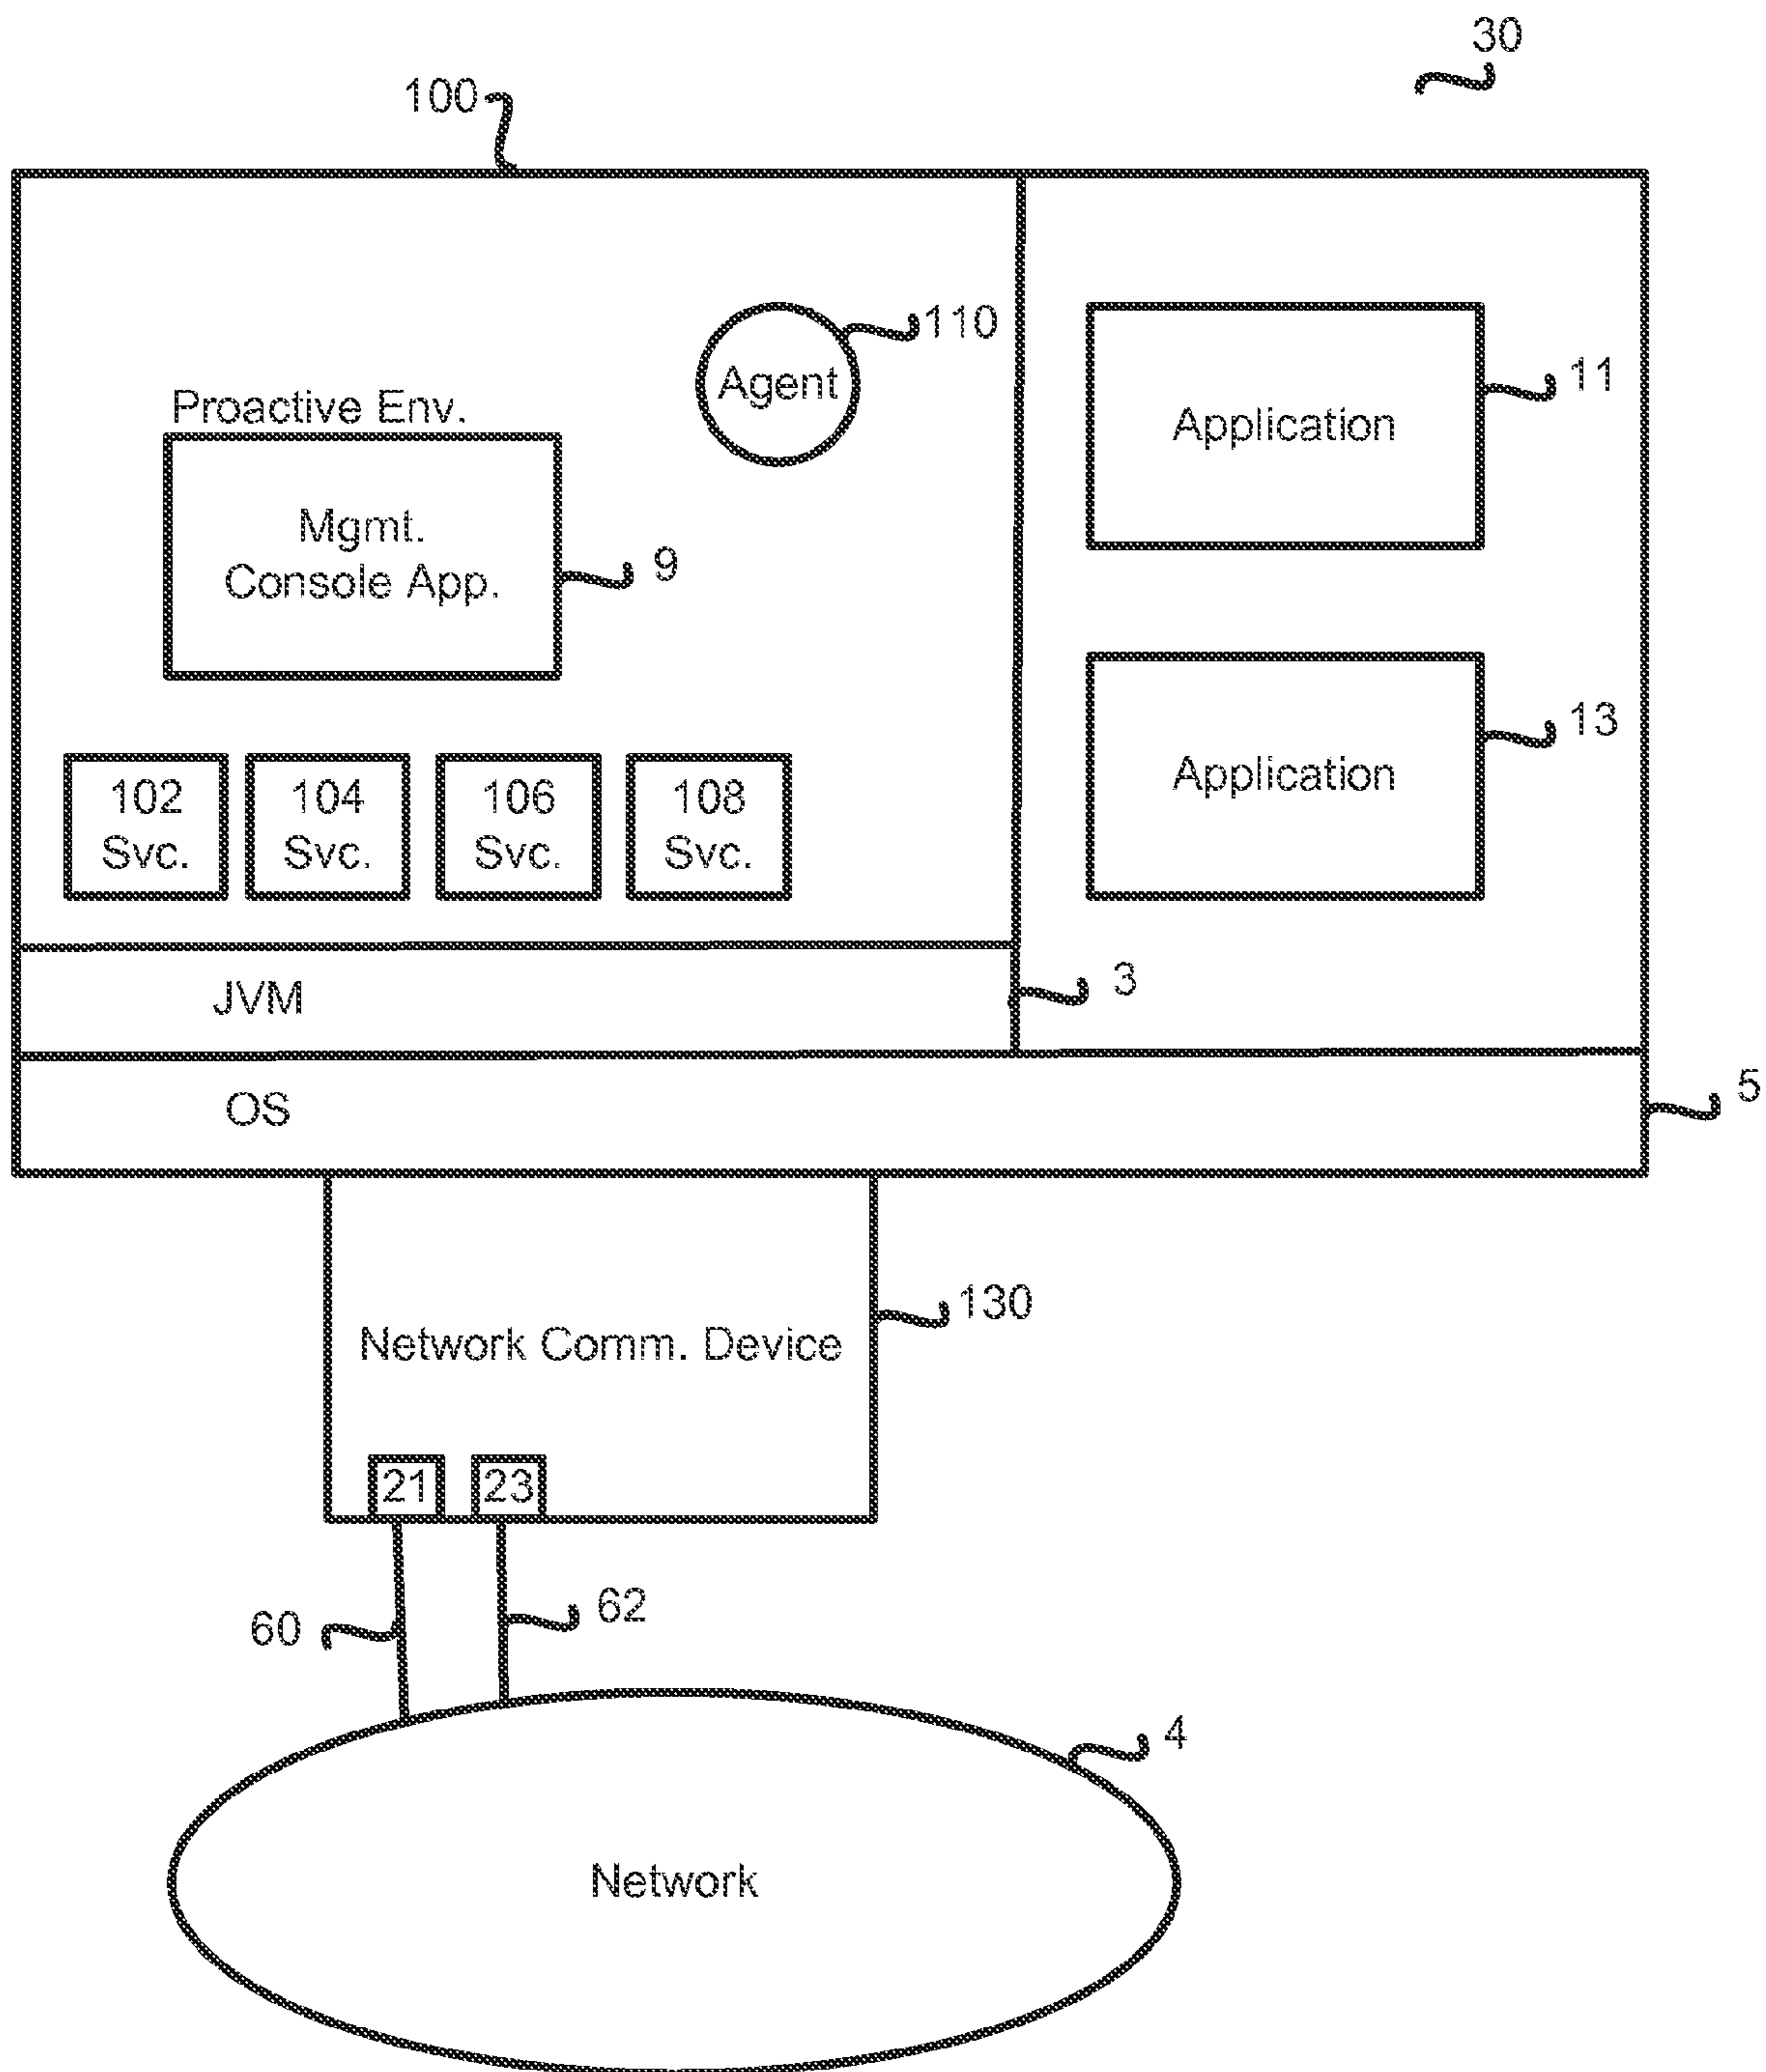 30
100
110
Agent
11
Application
Proactive Env.
Mgmt.
Console App.
9
13
Application
102
Svc.
104
Svc.
106
Svc.
108
Svc.
JVM
3
OS
5
130
Network Comm. Device
21
23
60
62
4
Network